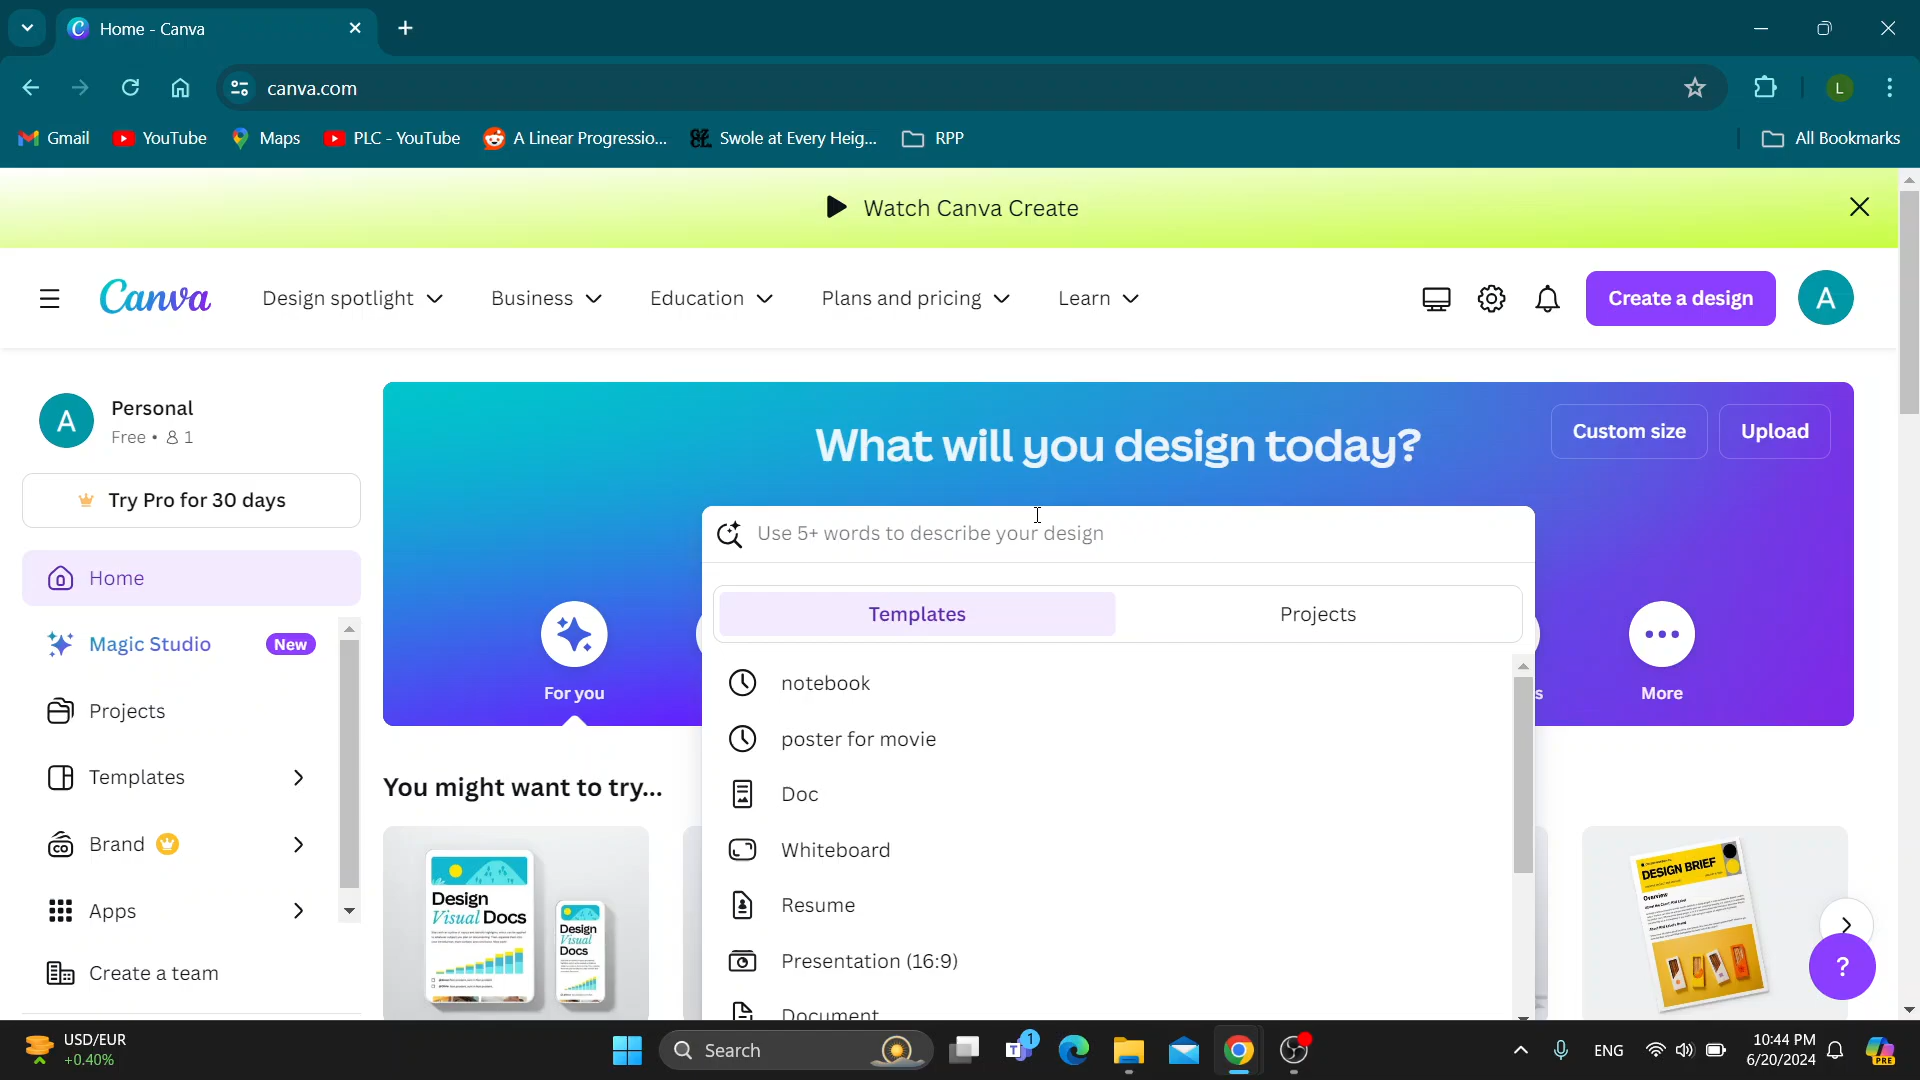 Home - Canva
canva.com
Gmail YouTube Maps PLC - YouTube A Linear Progressio... Swole at Every Heig... RPP All Bookmarks
Watch Canva Create
Canva Design spotlight Business Education Plans and pricing Learn Create a design A
A Personal
Free • 1
Try Pro for 30 days
Home
Magic Studio New
Projects
Templates
Brand
Apps
Create a team
What will you design today?
Custom size Upload
Use 5+ words to describe your design
Templates Projects
For you
s
More
notebook
poster for movie
Doc
Whiteboard
Resume
Presentation (16:9)
Document
You might want to try...
Design
Visual Docs
Design
Visual
Docs
DESIGN BRIEF
?
USD/EUR
+0.40%
Search
1
ENG
10:44 PM
6/20/2024
PRE
L